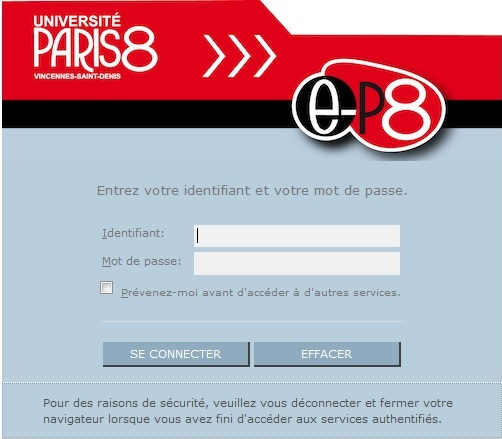 UNIVERSITÉ
PARIS8
VINCENNES-SAINT-DENIS
e-P8
Entrez votre identifiant et votre mot de passe.
Identifiant:
Mot de passe:
Prévenez-moi avant d'accéder à d'autres services.
SE CONNECTER EFFACER
Pour des raisons de sécurité, veuillez vous déconnecter et fermer votre
navigateur lorsque vous avez fini d'accéder aux services authentifiés.